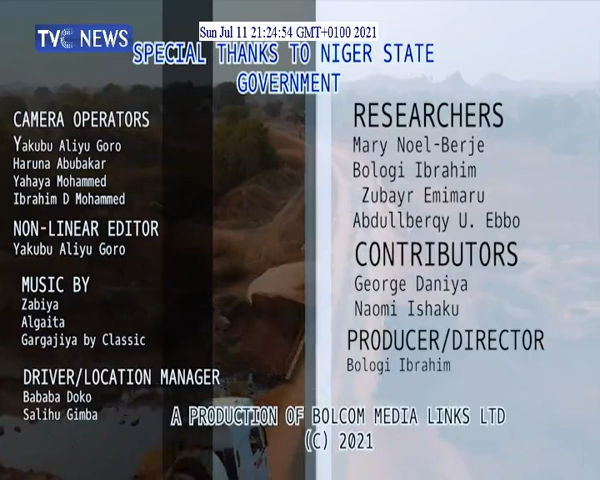 TVC NEWS
Sun Jul 11 21:24:54 GMT+0100 2021
SPECIAL THANKS TO NIGER STATE
GOVERNMENT
CAMERA OPERATORS
Yakubu Aliyu Goro
Haruna Abubakar
Yahaya Mohammed
Ibrahim D Mohammed
NON-LINEAR EDITOR
Yakubu Aliyu Goro
MUSIC BY
Zabiya
Algaita
Gargajiya by Classic
DRIVER/LOCATION MANAGER
Bababa Doko
Salihu Gimba
RESEARCHERS
Mary Noel-Berje
Bologi Ibrahim
Zubayr Emimaru
Abdullberqy U. Ebbo
CONTRIBUTORS
George Daniya
Naomi Ishaku
PRODUCER/DIRECTOR
Bologi Ibrahim
A PRODUCTION OF BOLCOM MEDIA LINKS LTD
(C) 2021